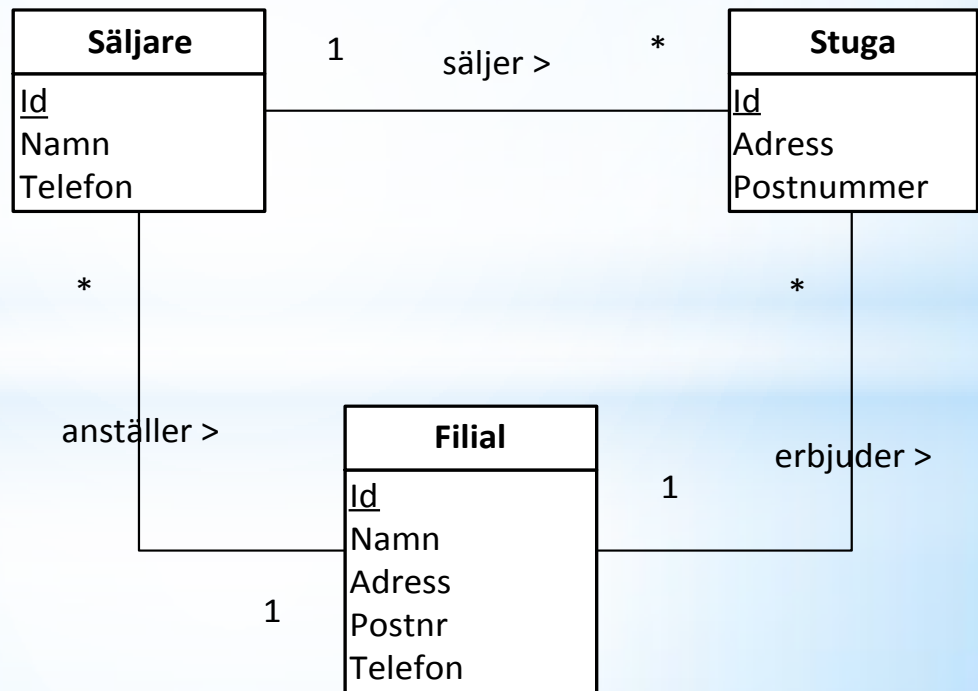 Säljare
1
säljer >
*
Stuga
Id
Namn
Telefon
Id
Adress
Postnummer
*
*
anställer >
Filial
erbjuder >
1
Id
Namn
Adress
Postnr
Telefon
1